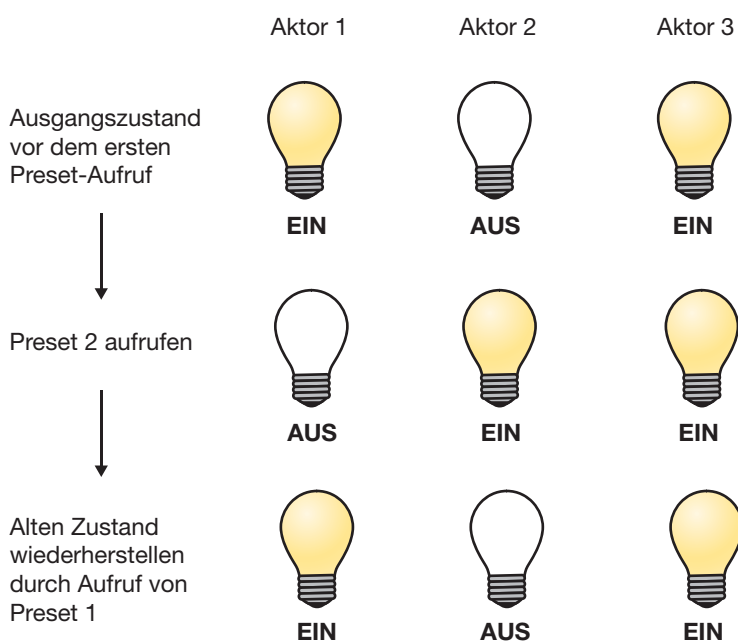 Aktor 1 Aktor 2 Aktor 3
Ausgangszustand
vor dem ersten
Preset-Aufruf
EIN AUS EIN
Preset 2 aufrufen
AUS EIN EIN
Alten Zustand
wiederherstellen
durch Aufruf von
Preset 1
EIN AUS EIN